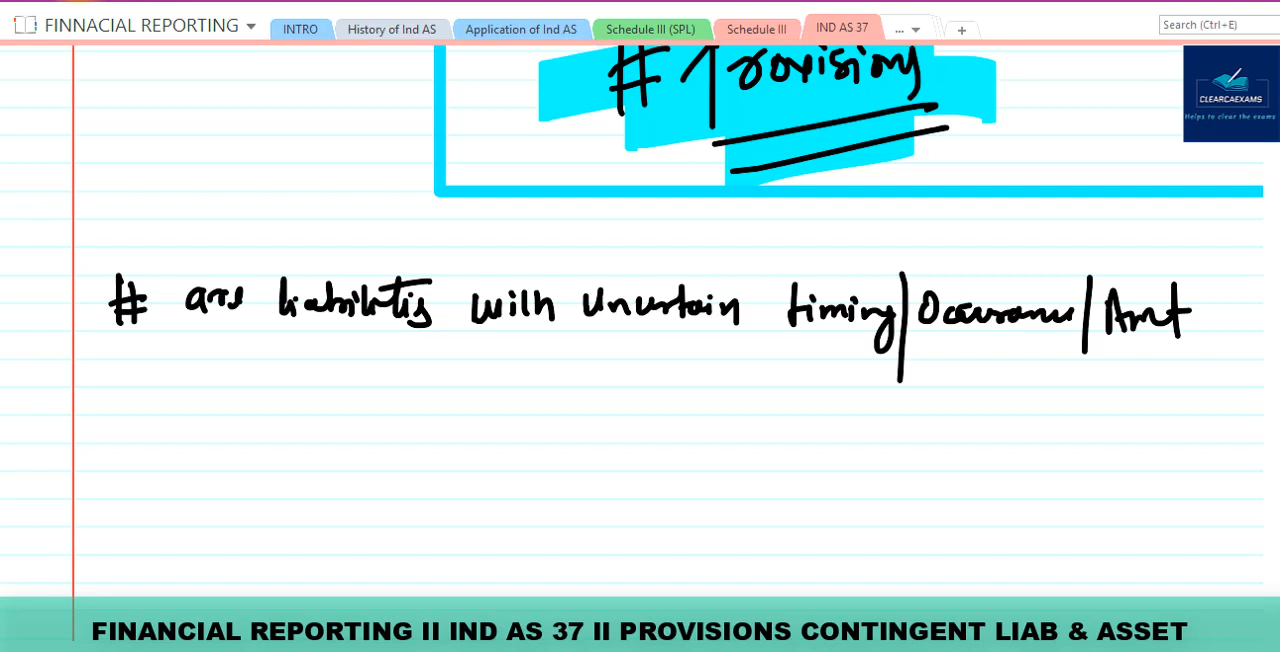 FINNACIAL REPORTING
INTRO
History of Ind AS
Application of Ind AS
Schedule III (SPL)
Schedule III
IND AS 37
...
+
Search (Ctrl+E)
# Provision
CLEARCAEXAMS
Helps to clear the exams
# are liabilities with uncertain timing/Occurance/Amt
FINANCIAL REPORTING II IND AS 37 II PROVISIONS CONTINGENT LIAB & ASSET